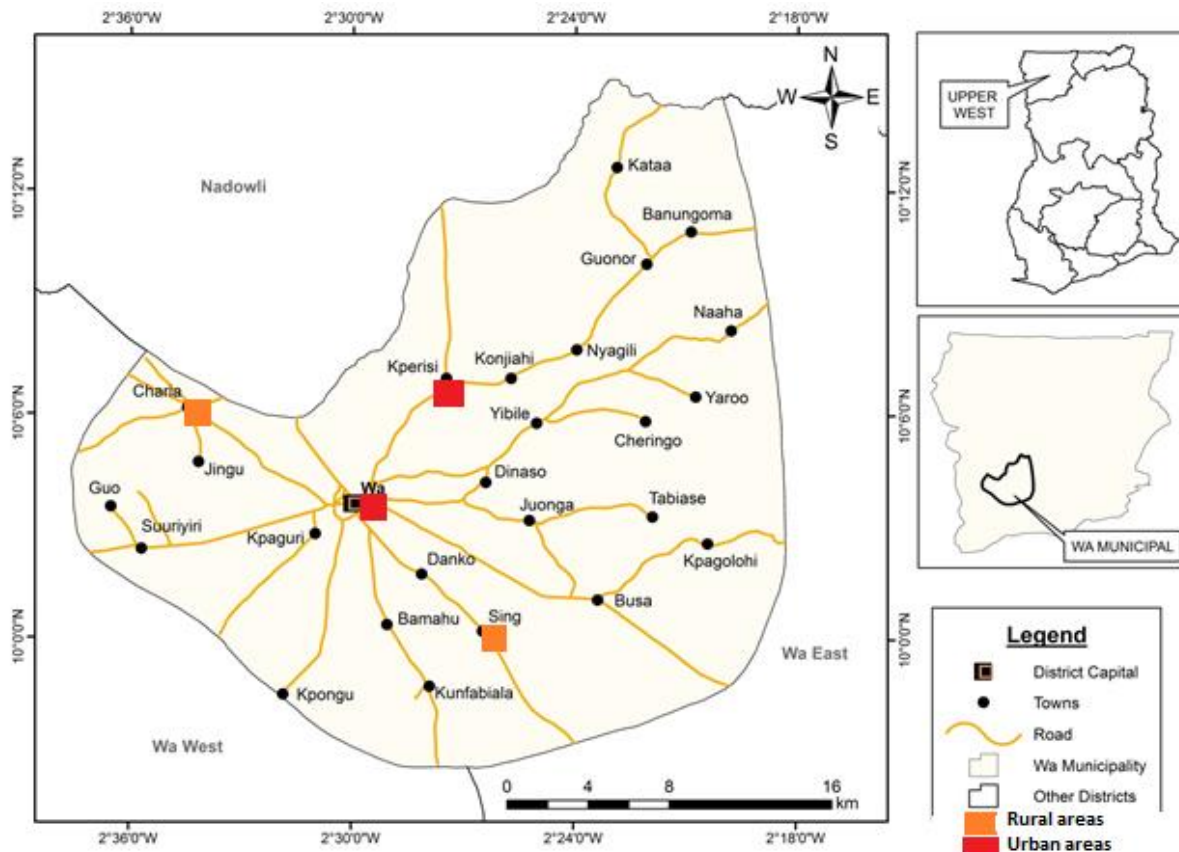 2°36'0"W
2°30'0"W
2°24'0"W
2°18'0"W
N
W
E
S
UPPER
WEST
Kataa
Nadowli
10°12'0"N
10°12'0"N
Banungoma
Guonor
Naaha
Nyagili
Konjiahi
Kperisi
Charia
Yaroo
10°6'0"N
10°6'0"N
Yibile
Cheringo
Jingu
Dinaso
Wa
Guo
Tabiase
Juonga
Suuriyiri
Kpaguri
WA MUNICIPAL
Kpagolohi
Danko
Busa
Sing
Bamahu
10°0'0"N
10°0'0"N
Legend
Wa East
District Capital
Kpongu
Kunfabiala
Towns
Road
Wa West
Wa Municipality
0 4 8 16
km
Other Districts
Rural areas
Urban areas
2°36'0"W
2°30'0"W
2°24'0"W
2°18'0"W